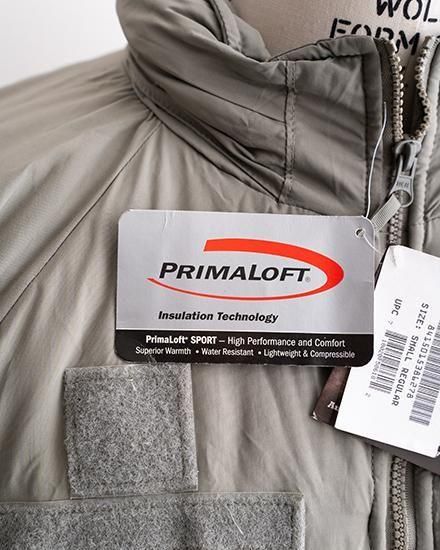 WOL
FORM
PRIMALOFT®
Insulation Technology
PrimaLoft® SPORT – High Performance and Comfort
Superior Warmth • Water Resistant • Lightweight & Compressible
SIZE: SMALL REGULAR
UPC